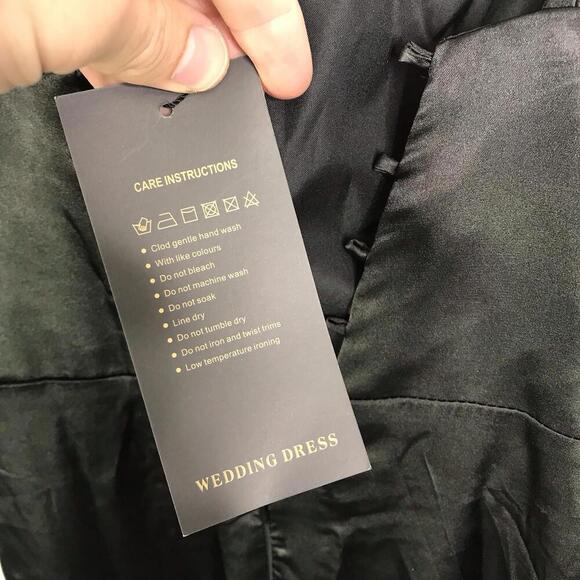 CARE INSTRUCTIONS
Clod gentle hand wash
With like colours
Do not bleach
Do not machine wash
Do not soak
Line dry
Do not tumble dry
Do not iron and twist trims
Low temperature ironing
WEDDING DRESS